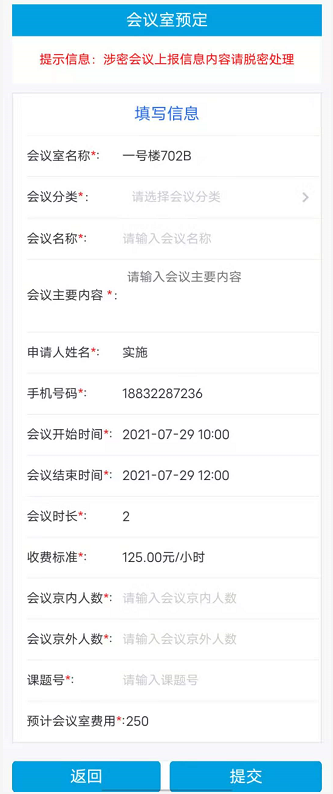 会议室预定
提示信息：涉密会议上报信息内容请脱密处理
填写信息
会议室名称*: 一号楼702B
会议分类*: 请选择会议分类
会议名称*: 请输入会议名称
请输入会议主要内容
会议主要内容 *:
申请人姓名*: 实施
手机号码*: 18832287236
会议开始时间*: 2021-07-29 10:00
会议结束时间*: 2021-07-29 12:00
会议时长*: 2
收费标准*: 125.00元/小时
会议京内人数*: 请输入会议京内人数
会议京外人数*: 请输入会议京外人数
课题号*: 请输入课题号
预计会议室费用*:250
返回 提交